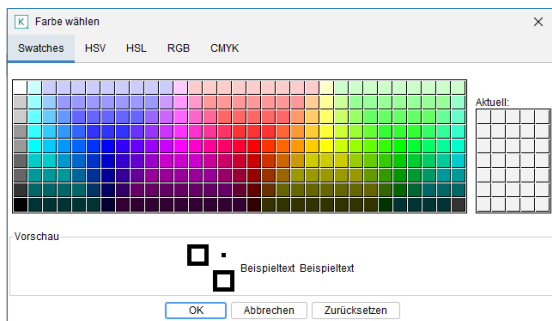 K Farbe wählen
Swatches HSV HSL RGB CMYK
Aktuell:
Vorschau
Beispieltext Beispieltext
OK Abbrechen Zurücksetzen